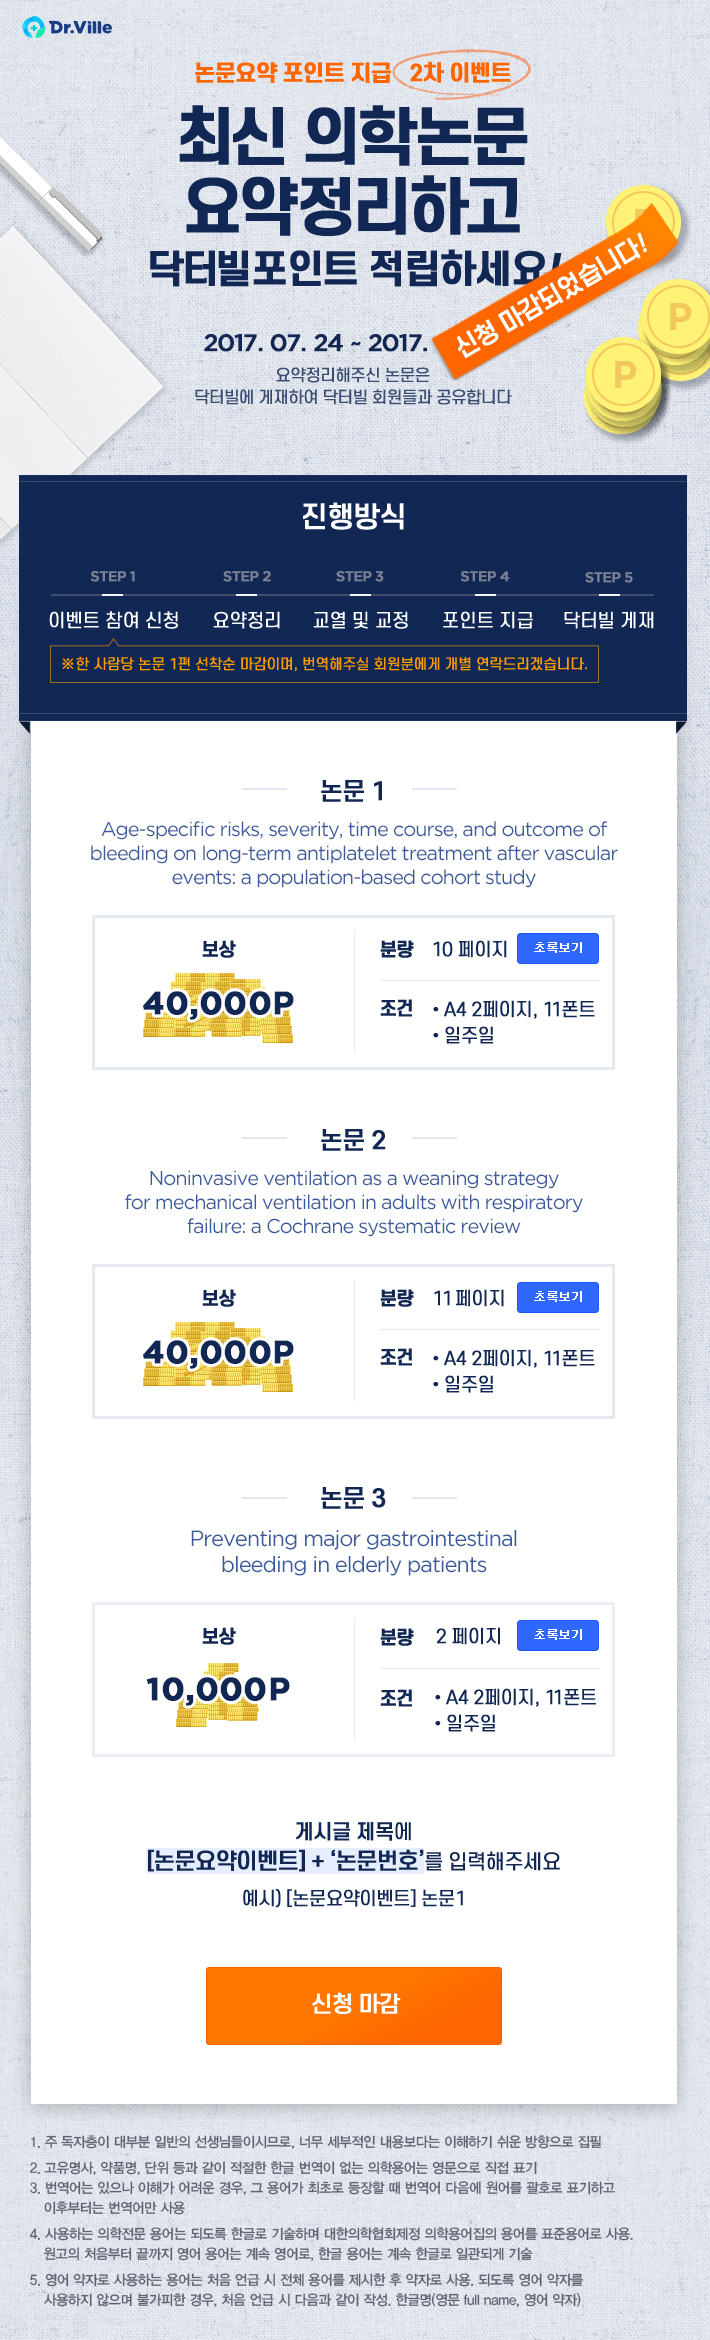 Dr.Ville
논문요약 포인트 지급 2차 이벤트
최신 의학논문
요약정리하고
닥터빌포인트 적립하세요!
신청 마감되었습니다!
P
P
2017. 07. 24 ~ 2017.
요약정리해주신 논문은
닥터빌에 게재하여 닥터빌 회원들과 공유합니다
진행방식
STEP 1 STEP 2 STEP 3 STEP 4 STEP 5
이벤트 참여 신청 요약정리 교열 및 교정 포인트 지급 닥터빌 게재
※한 사람당 논문 1편 선착순 마감이며, 번역해주실 회원분에게 개별 연락드리겠습니다.
논문 1
Age-specific risks, severity, time course, and outcome of
bleeding on long-term antiplatelet treatment after vascular
events: a population-based cohort study
보상
40,000P
분량 10 페이지 초록보기
조건 • A4 2페이지, 11폰트
• 일주일
논문 2
Noninvasive ventilation as a weaning strategy
for mechanical ventilation in adults with respiratory
failure: a Cochrane systematic review
보상
40,000P
분량 11 페이지 초록보기
조건 • A4 2페이지, 11폰트
• 일주일
논문 3
Preventing major gastrointestinal
bleeding in elderly patients
보상
10,000P
분량 2 페이지 초록보기
조건 • A4 2페이지, 11폰트
• 일주일
게시글 제목에
[논문요약이벤트] + ‘논문번호’를 입력해주세요
예시) [논문요약이벤트] 논문1
신청 마감
1. 주 독자층이 대부분 일반의 선생님들이시므로, 너무 세부적인 내용보다는 이해하기 쉬운 방향으로 집필
2. 고유명사, 약품명, 단위 등과 같이 적절한 한글 번역이 없는 의학용어는 영문으로 직접 표기
3. 번역어는 있으나 이해가 어려운 경우, 그 용어가 최초로 등장할 때 번역어 다음에 원어를 괄호로 표기하고
이후부터는 번역어만 사용
4. 사용하는 의학전문 용어는 되도록 한글로 기술하며 대한의학협회제정 의학용어집의 용어를 표준용어로 사용.
원고의 처음부터 끝까지 영어 용어는 계속 영어로, 한글 용어는 계속 한글로 일관되게 기술
5. 영어 약자로 사용하는 용어는 처음 언급 시 전체 용어를 제시한 후 약자로 사용. 되도록 영어 약자를
사용하지 않으며 불가피한 경우, 처음 언급 시 다음과 같이 작성. 한글명(영문 full name, 영어 약자)